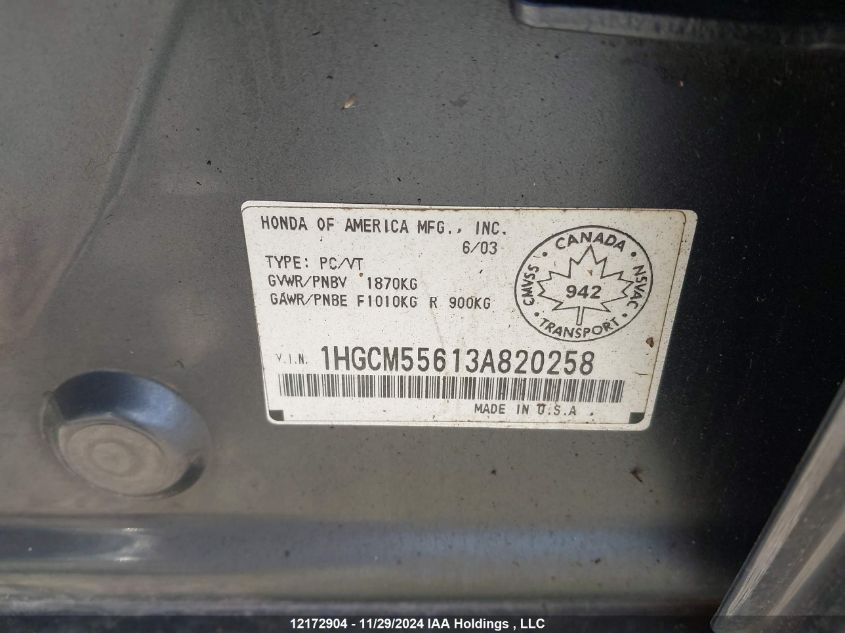 HONDA OF AMERICA MFG., INC.
6/03
TYPE: PC/VT
GVWR/PNBV 1870KG
GAWR/PNBE F1010KG R 900KG
CANADA
CMVSS
NSVAC
942
TRANSPORT
V.I.N. 1HGCM55613A820258
MADE IN U.S.A.
12172904 - 11/29/2024 IAA Holdings , LLC